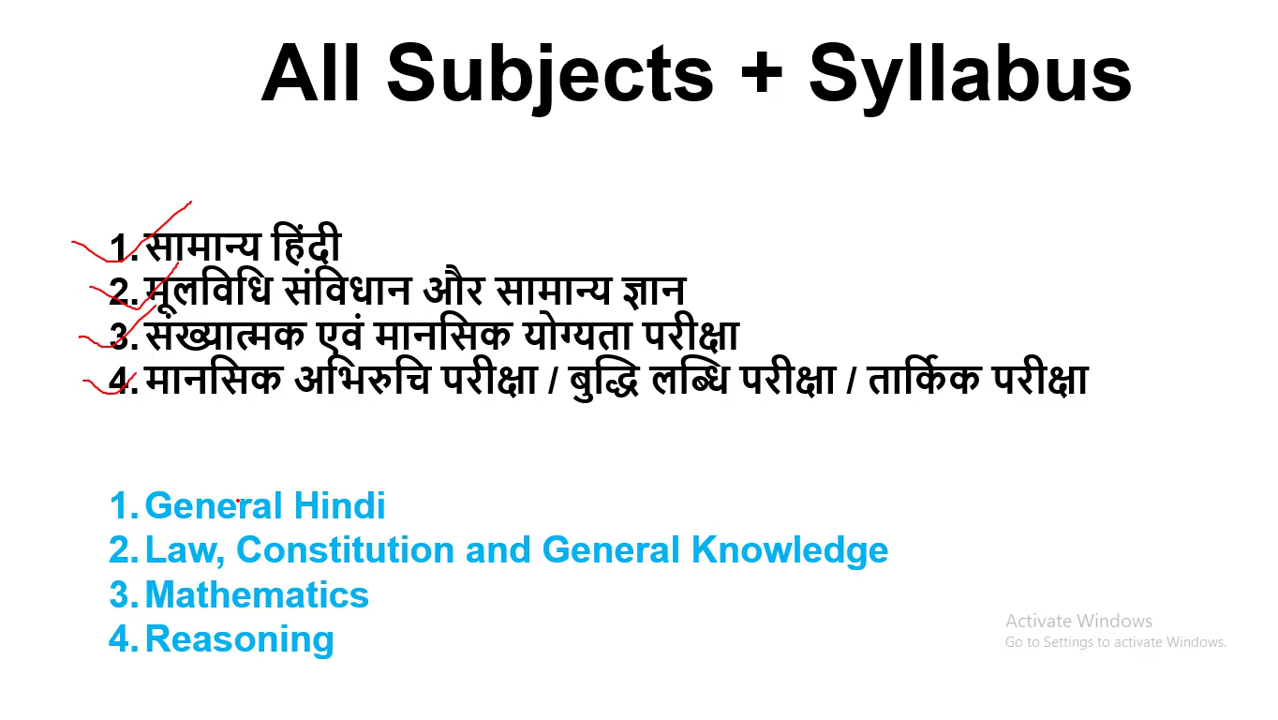 All Subjects + Syllabus
1. सामान्य हिंदी
2. मूलविधि संविधान और सामान्य ज्ञान
3. संख्यात्मक एवं मानसिक योग्यता परीक्षा
4. मानसिक अभिरुचि परीक्षा / बुद्धि लब्धि परीक्षा / तार्किक परीक्षा
1. General Hindi
2. Law, Constitution and General Knowledge
3. Mathematics
4. Reasoning
Activate Windows
Go to Settings to activate Windows.